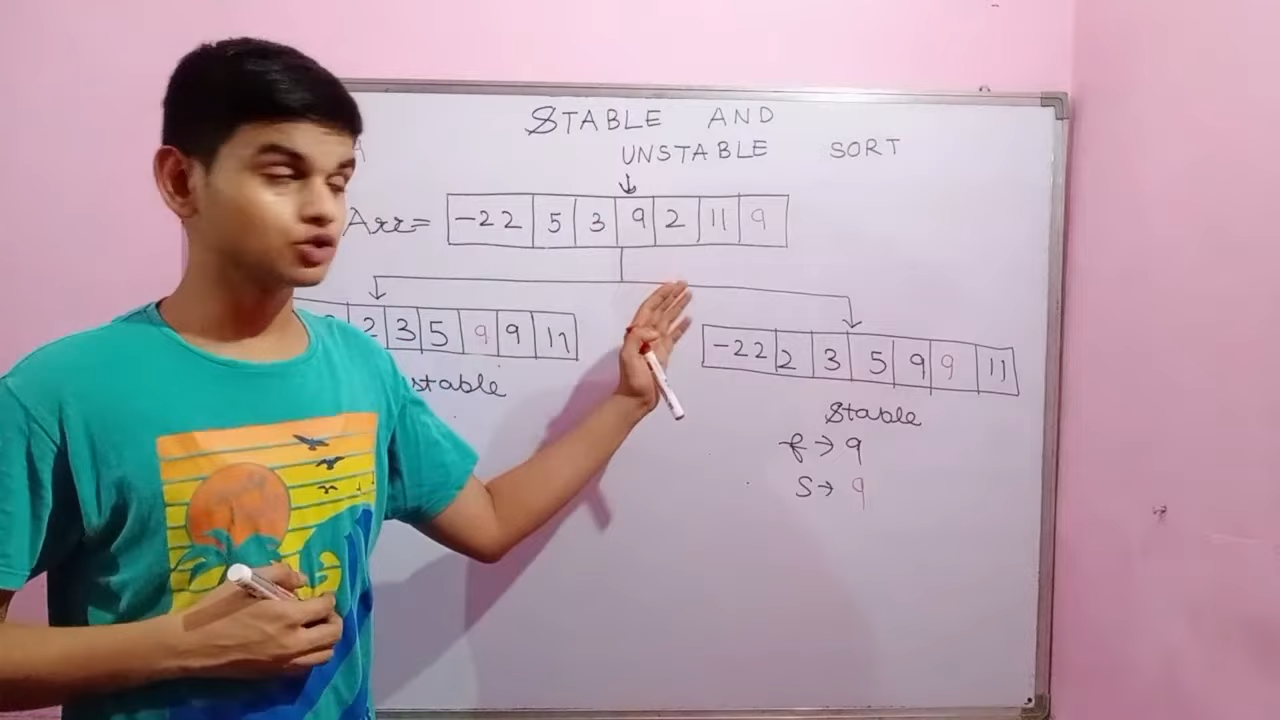 STABLE AND
UNSTABLE SORT
A
Arr= -22 5 3 9 2 11 9
2 3 5 9 9 11
stable
-22 2 3 5 9 9 11
Stable
f→9
S→9